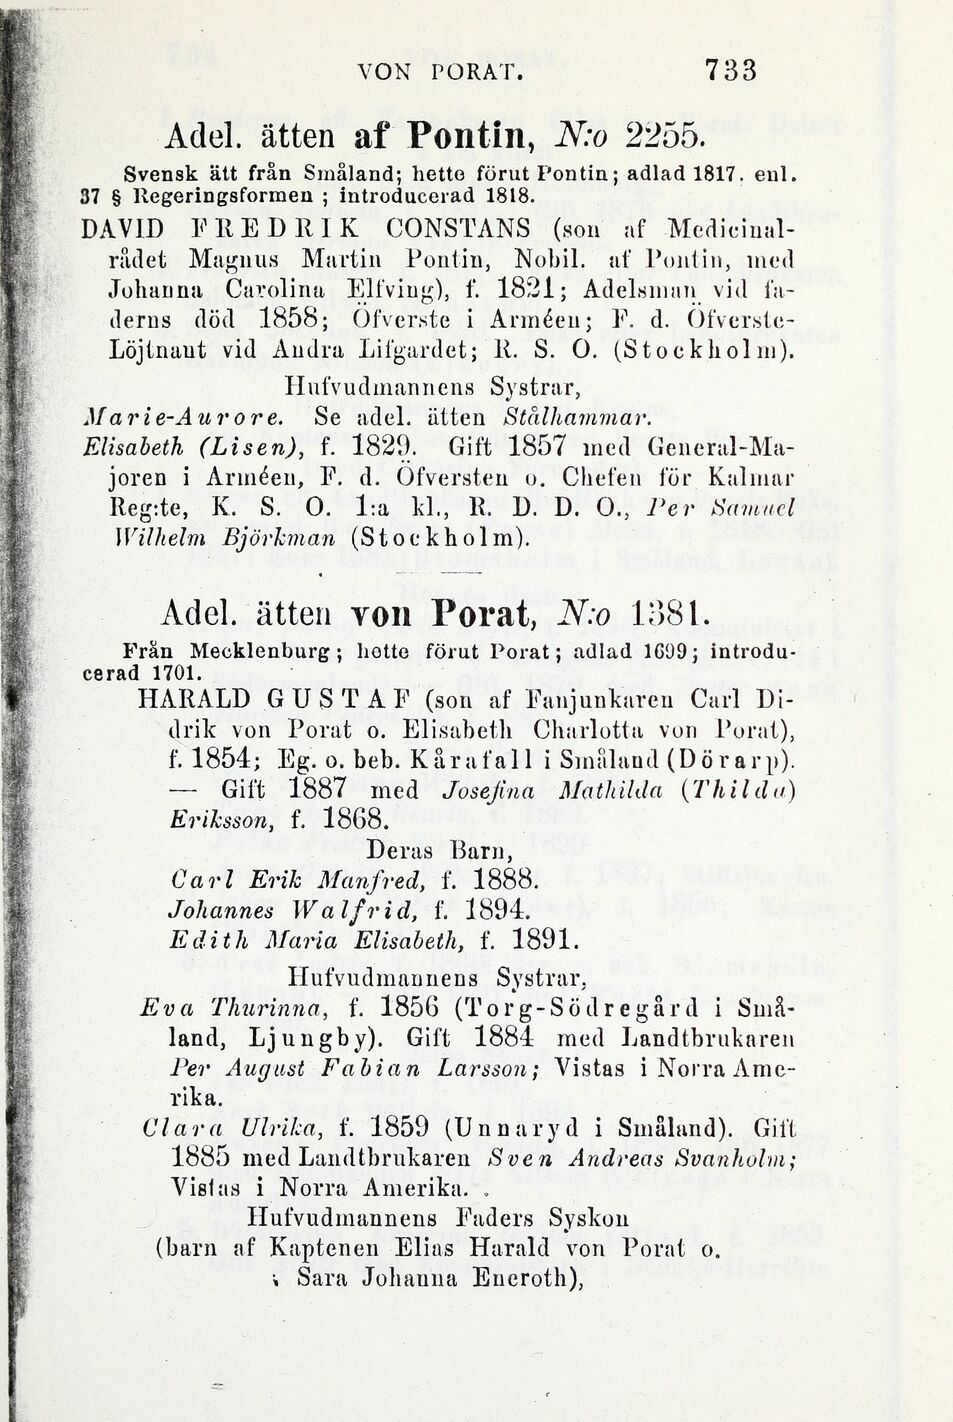 VON PORAT. 733
Adel. ätten af Pontin, N:o 2255.
Svensk ätt från Småland; hette förut Pontin; adlad 1817. enl.
37 § Regeringsformen; introducerad 1818.
DAVID FREDRIK CONSTANS (son af Medicinal-
rådet Magnus Martin Pontin, Nobil. af Pontin, med
Johanna Carolina Elfving), f. 1821; Adelsman vid fa-
derns död 1858; Öfverste i Arméen; F. d. Öfverste-
Löjtnant vid Andra Lifgardet; R. S. O. (Stockholm).
Hufvudmannens Systrar,
Marie-Aurore. Se adel. ätten Stålhammar.
Elisabeth (Lisen), f. 1829. Gift 1857 med General-Ma-
joren i Arméen, F. d. Öfversten o. Chefen för Kalmar
Reg:te, K. S. O. 1:a kl., R. D. D. O., Per Samuel
Wilhelm Björkman (Stockholm).
Adel. ätten von Porat, N:o 1381.
Från Mecklenburg; hette förut Porat; adlad 1699; introdu-
cerad 1701.
HARALD GUSTAF (son af Fanjunkaren Carl Di-
drik von Porat o. Elisabeth Charlotta von Porat),
f. 1854; Eg. o. beb. Kårafall i Småland (Dörarp).
— Gift 1887 med Josefina Mathilda (Thilda)
Eriksson, f. 1868.
Deras Barn,
Carl Erik Manfred, f. 1888.
Johannes Walfrid, f. 1894.
Edith Maria Elisabeth, f. 1891.
Hufvudmannens Systrar,
Eva Thurinna, f. 1856 (Torg-Södregård i Små-
land, Ljungby). Gift 1884 med Landtbrukaren
Per August Fabian Larsson; Vistas i Norra Ame-
rika.
Clara Ulrika, f. 1859 (Unnaryd i Småland). Gift
1885 med Landtbrukaren Sven Andreas Svanholm;
Vistas i Norra Amerika.
Hufvudmannens Faders Syskon
(barn af Kaptenen Elias Harald von Porat o.
Sara Johanna Eneroth),